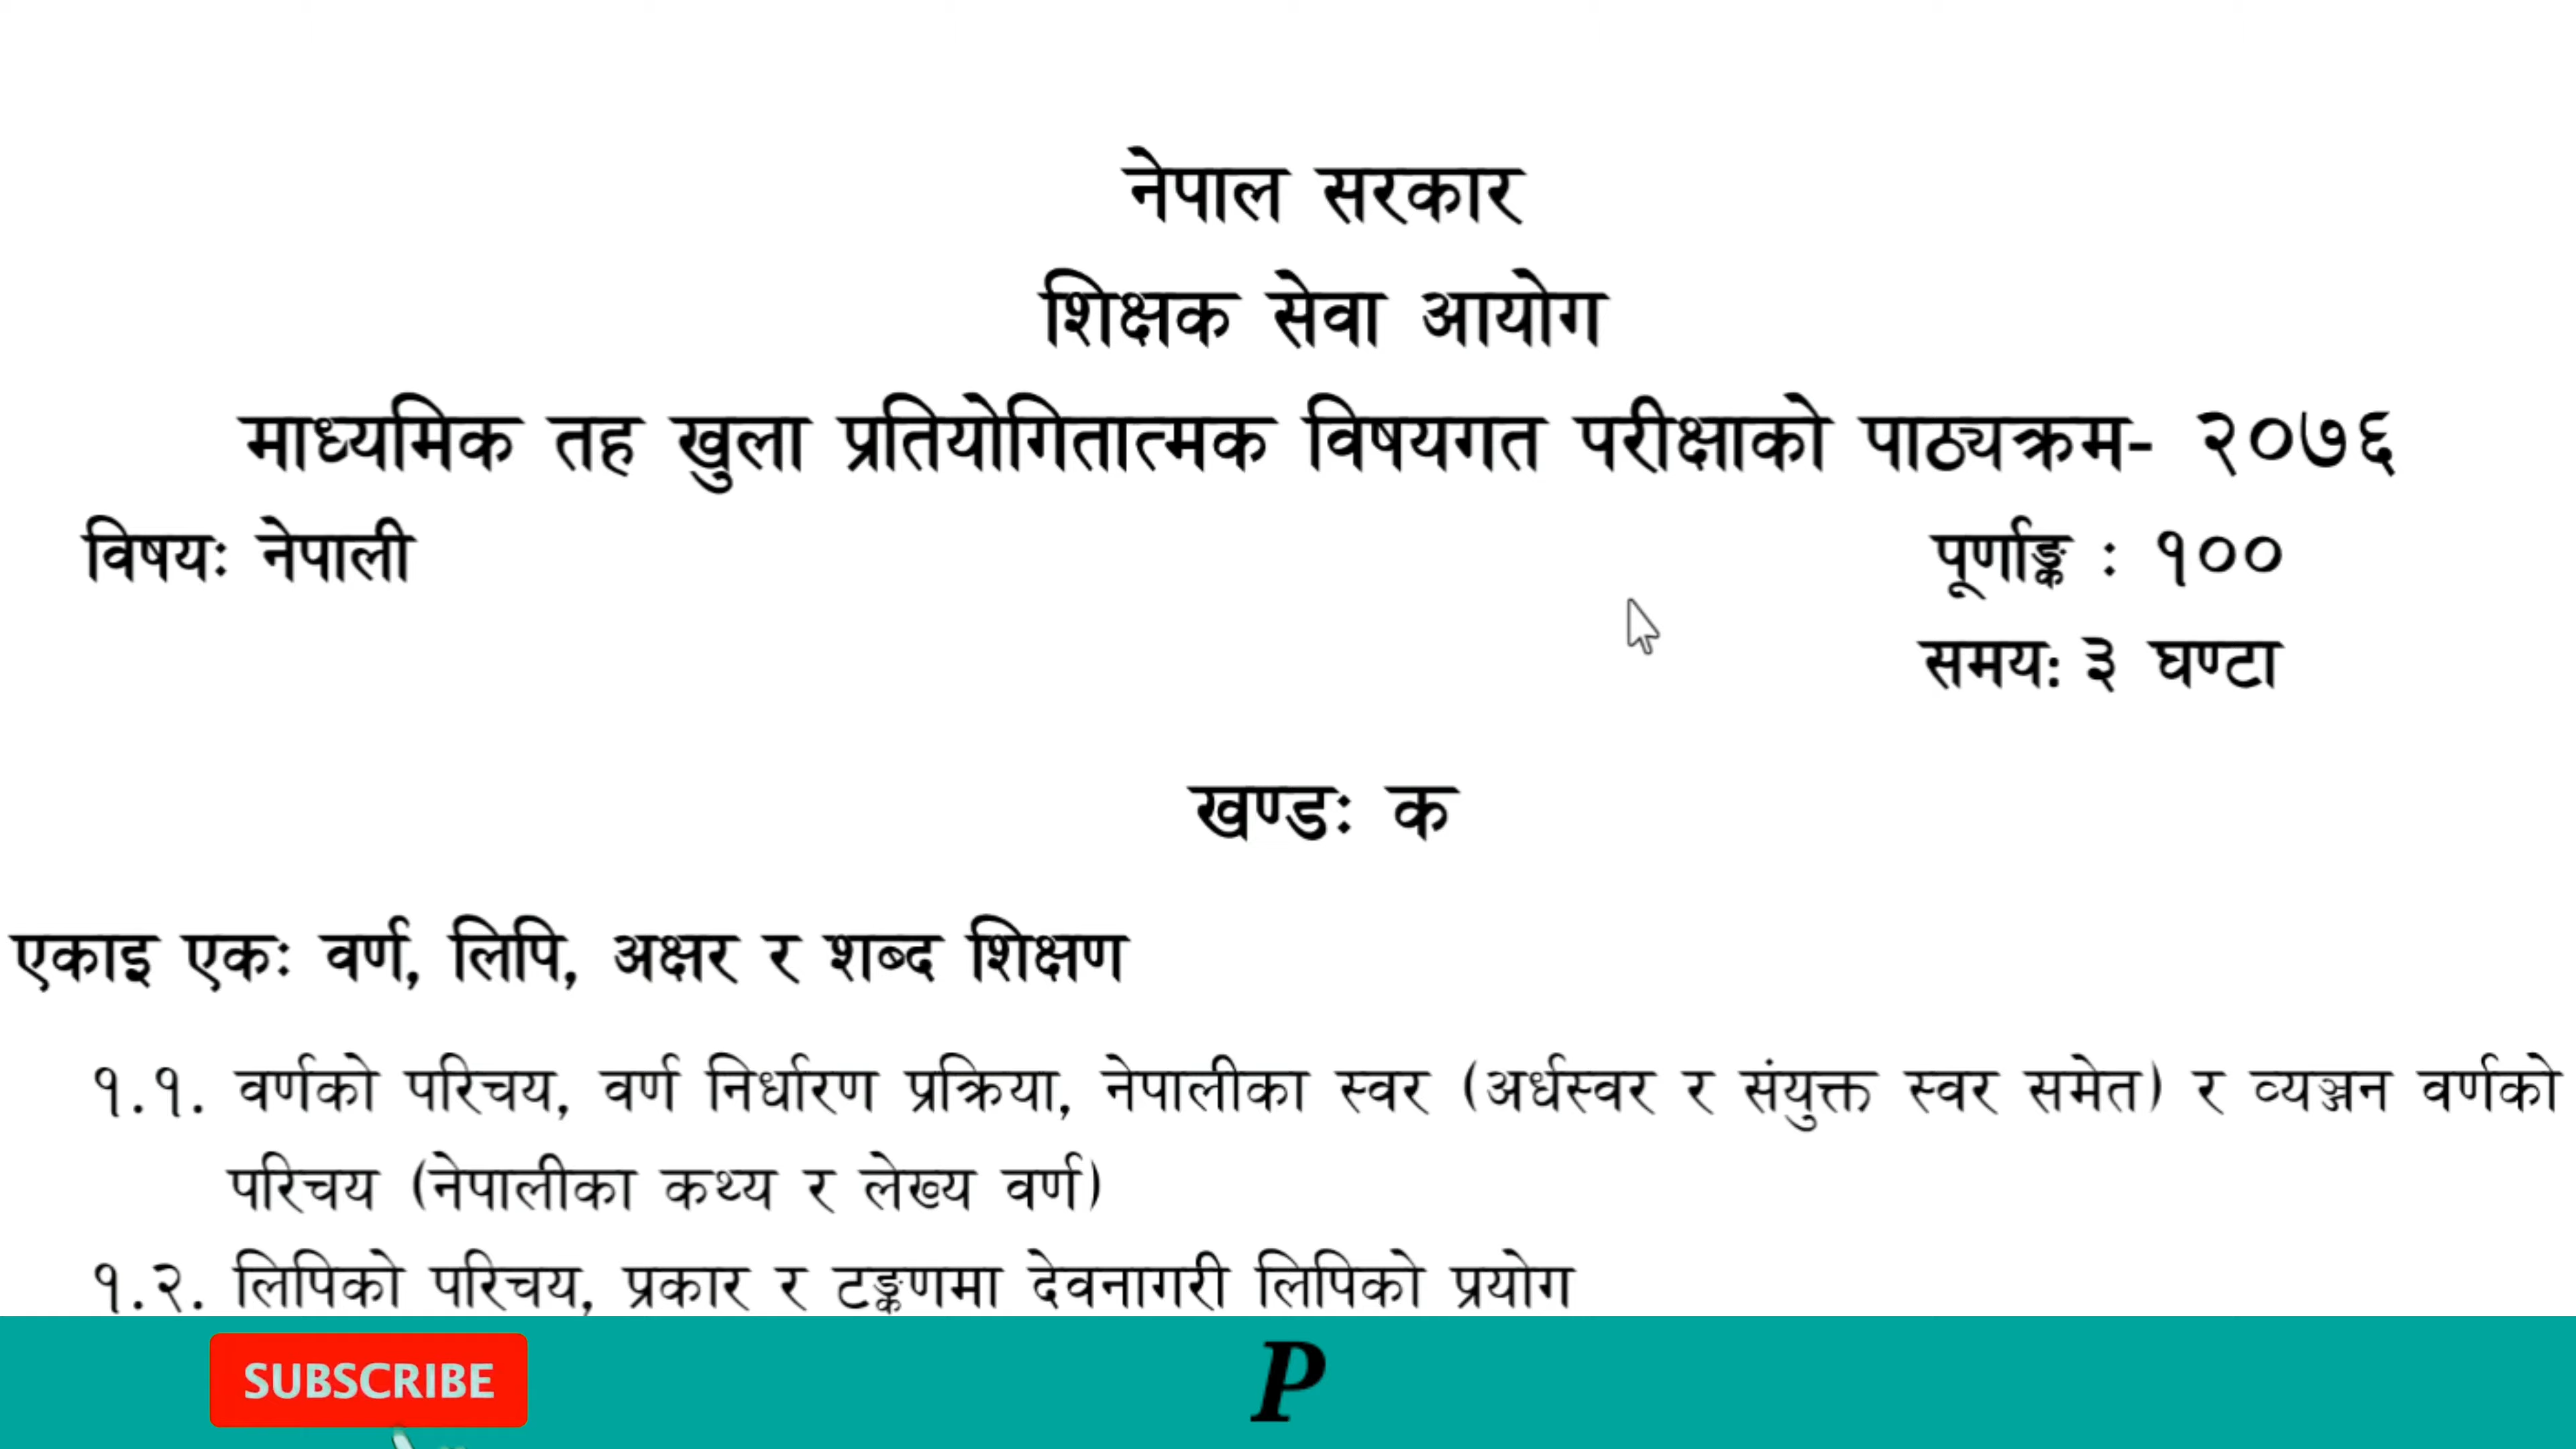 नेपाल सरकार
शिक्षक सेवा आयोग
माध्यमिक तह खुला प्रतियोगितात्मक विषयगत परीक्षाको पाठ्यक्रम- २०७६
विषयः नेपाली
पूर्णाङ्क : १००
समय: ३ घण्टा
खण्डः क
एकाइ एकः वर्ण, लिपि, अक्षर र शब्द शिक्षण
१.१. वर्णको परिचय, वर्ण निर्धारण प्रक्रिया, नेपालीका स्वर (अर्धस्वर र संयुक्त स्वर समेत) र व्यञ्जन वर्णको
परिचय (नेपालीका कथ्य र लेख्य वर्ण)
१.२. लिपिको परिचय, प्रकार र टङ्कणमा देवनागरी लिपिको प्रयोग
SUBSCRIBE
P